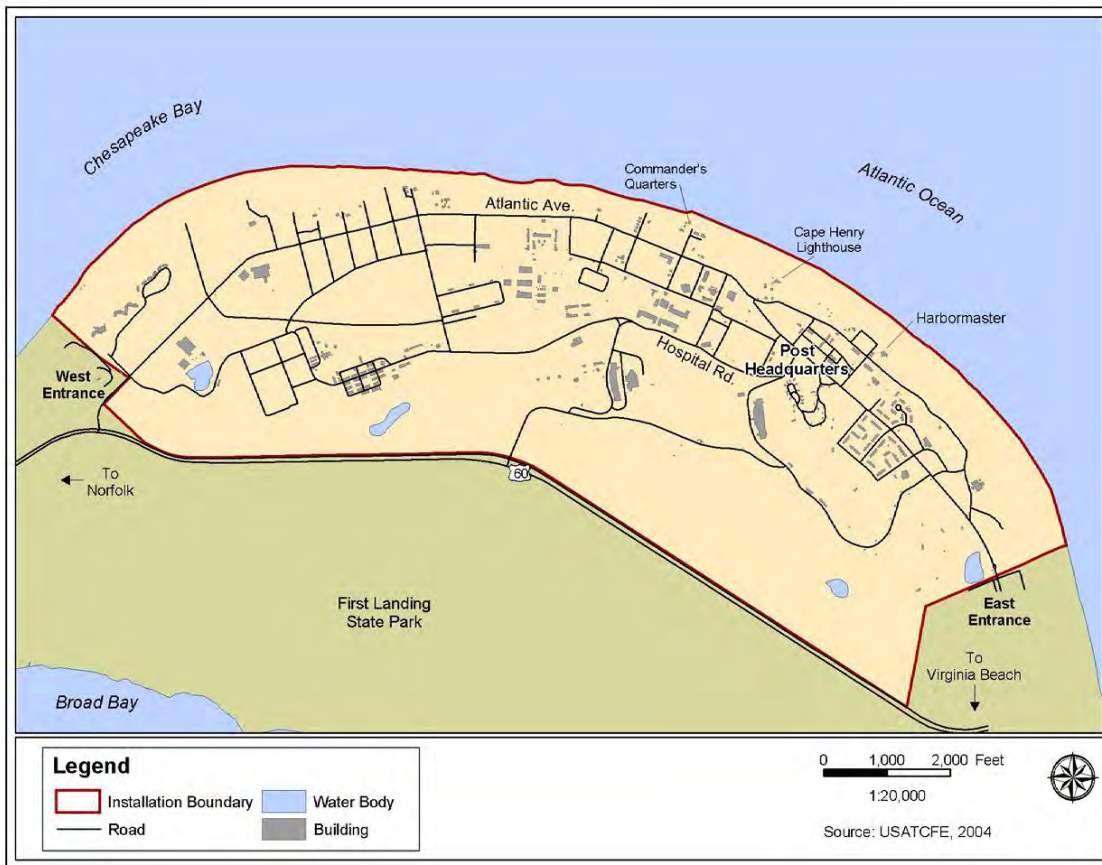 Chesapeake Bay
Commander's
Quarters
Atlantic Ocean
Atlantic Ave.
Cape Henry
Lighthouse
Harbormaster
Hospital Rd.
Post
Headquarters
West
Entrance
To
Norfolk
60
First Landing
State Park
East
Entrance
To
Virginia Beach
Broad Bay
Legend
Installation Boundary
Water Body
Road
Building
0 1,000 2,000 Feet
1:20,000
Source: USATCFE, 2004